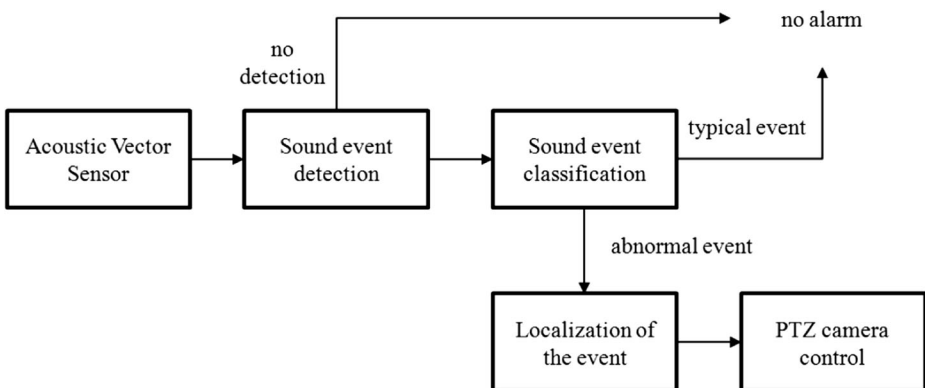 no alarm
no
detection
Acoustic Vector
Sensor
Sound event
detection
Sound event
classification
typical event
abnormal event
Localization of
the event
PTZ camera
control